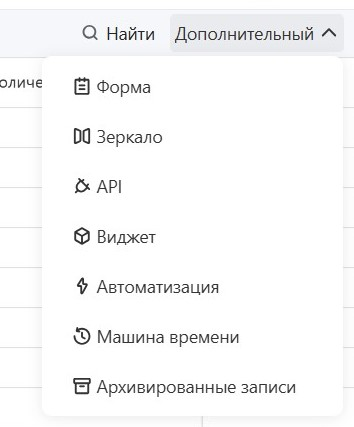 Найти Дополнительный
оличе
Форма
Зеркало
API
Виджет
Автоматизация
Машина времени
Архивированные записи